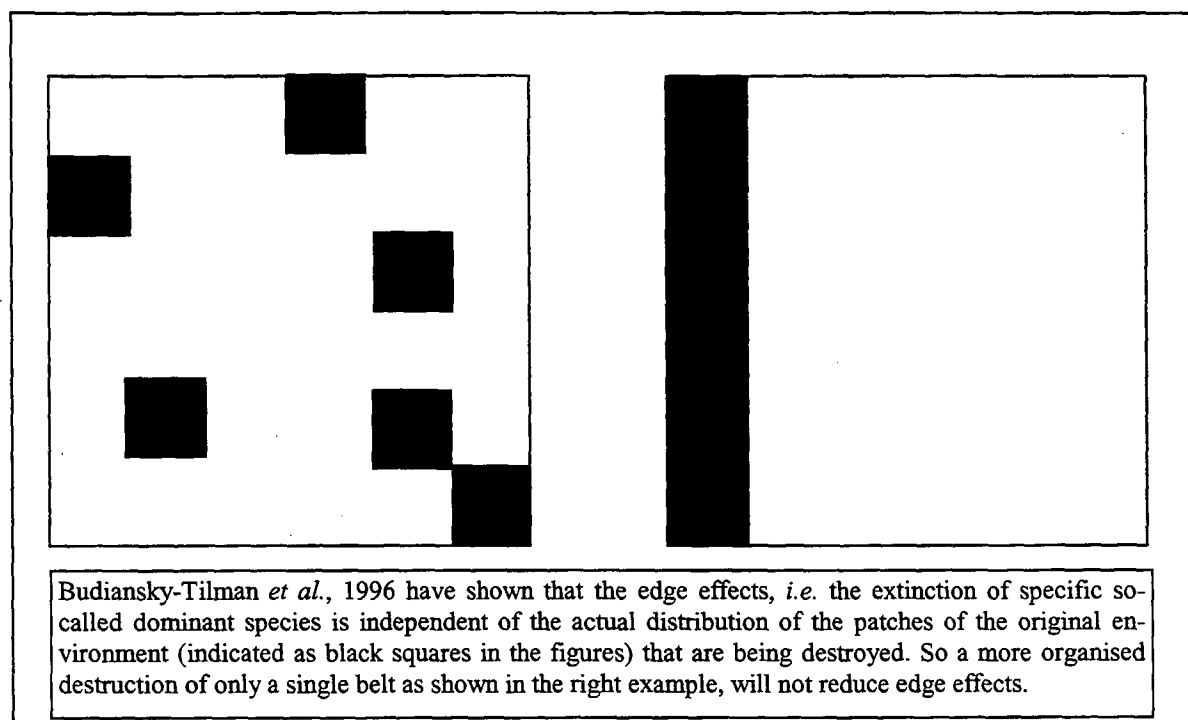 Budiansky-Tilman et al., 1996 have shown that the edge effects, i.e. the extinction of specific so-
called dominant species is independent of the actual distribution of the patches of the original en-
vironment (indicated as black squares in the figures) that are being destroyed. So a more organised
destruction of only a single belt as shown in the right example, will not reduce edge effects.